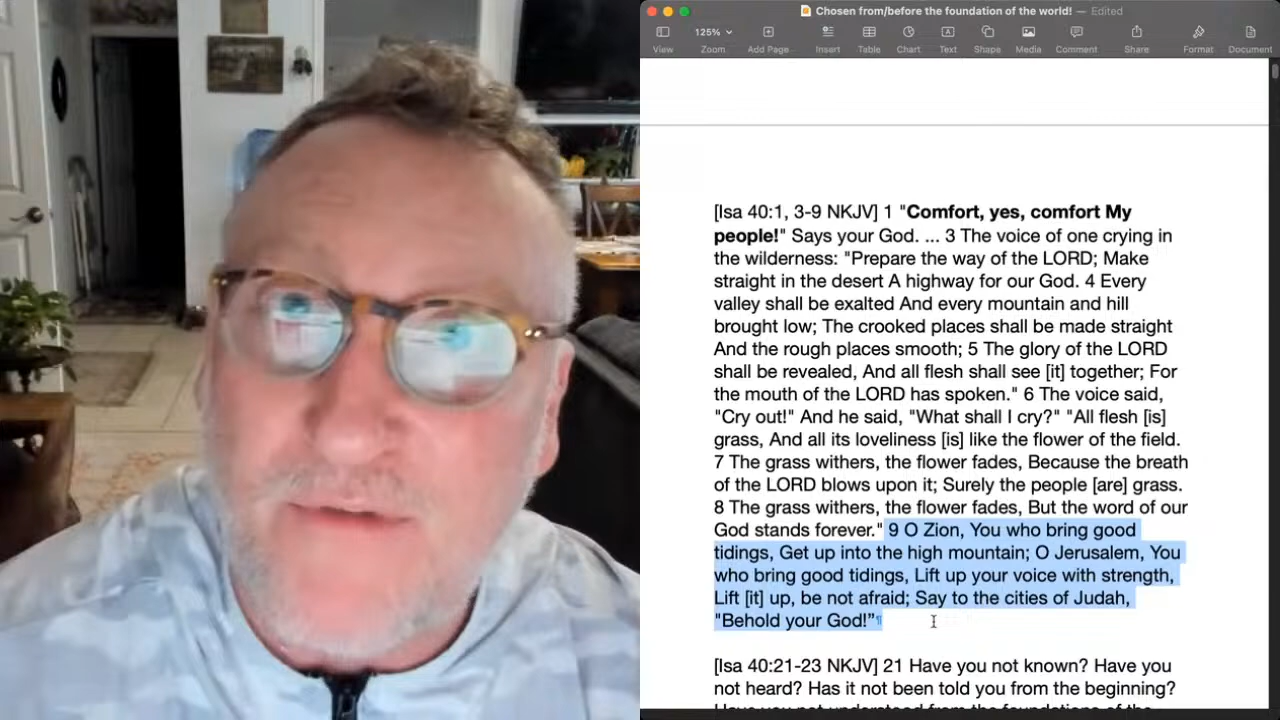 Chosen from/before the foundation of the world! — Edited
125%
View Zoom Add Page Insert Table Chart Text Shape Media Comment Share Format Document
[Isa 40:1, 3-9 NKJV] 1 "Comfort, yes, comfort My
people!" Says your God. ... 3 The voice of one crying in
the wilderness: "Prepare the way of the LORD; Make
straight in the desert A highway for our God. 4 Every
valley shall be exalted And every mountain and hill
brought low; The crooked places shall be made straight
And the rough places smooth; 5 The glory of the LORD
shall be revealed, And all flesh shall see [it] together; For
the mouth of the LORD has spoken." 6 The voice said,
"Cry out!" And he said, "What shall I cry?" "All flesh [is]
grass, And all its loveliness [is] like the flower of the field.
7 The grass withers, the flower fades, Because the breath
of the LORD blows upon it; Surely the people [are] grass.
8 The grass withers, the flower fades, But the word of our
God stands forever." 9 O Zion, You who bring good
tidings, Get up into the high mountain; O Jerusalem, You
who bring good tidings, Lift up your voice with strength,
Lift [it] up, be not afraid; Say to the cities of Judah,
"Behold your God!”¶
[Isa 40:21-23 NKJV] 21 Have you not known? Have you
not heard? Has it not been told you from the beginning?
Have you not understood from the foundations of the